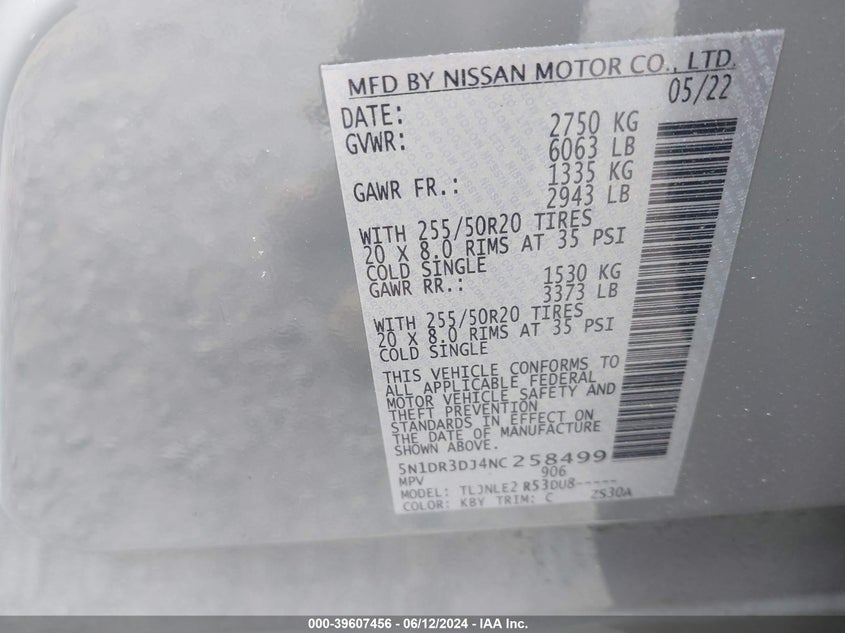 MFD BY NISSAN MOTOR CO., LTD.
DATE: 05/22
GVWR: 2750 KG
6063 LB
GAWR FR.: 1335 KG
2943 LB
WITH 255/50R20 TIRES
20 X 8.0 RIMS AT 35 PSI
COLD SINGLE
GAWR RR.: 1530 KG
3373 LB
WITH 255/50R20 TIRES
20 X 8.0 RIMS AT 35 PSI
COLD SINGLE
THIS VEHICLE CONFORMS TO
ALL APPLICABLE FEDERAL
MOTOR VEHICLE SAFETY AND
THEFT PREVENTION
STANDARDS IN EFFECT ON
THE DATE OF MANUFACTURE
SHOWN ABOVE.
5N1DR3DJ4NC258499
MPV 906
MODEL: TLJNLE2 R53DU8-----
COLOR: KBY TRIM: C ZS30A
000-39607456 - 06/12/2024 - IAA Inc.